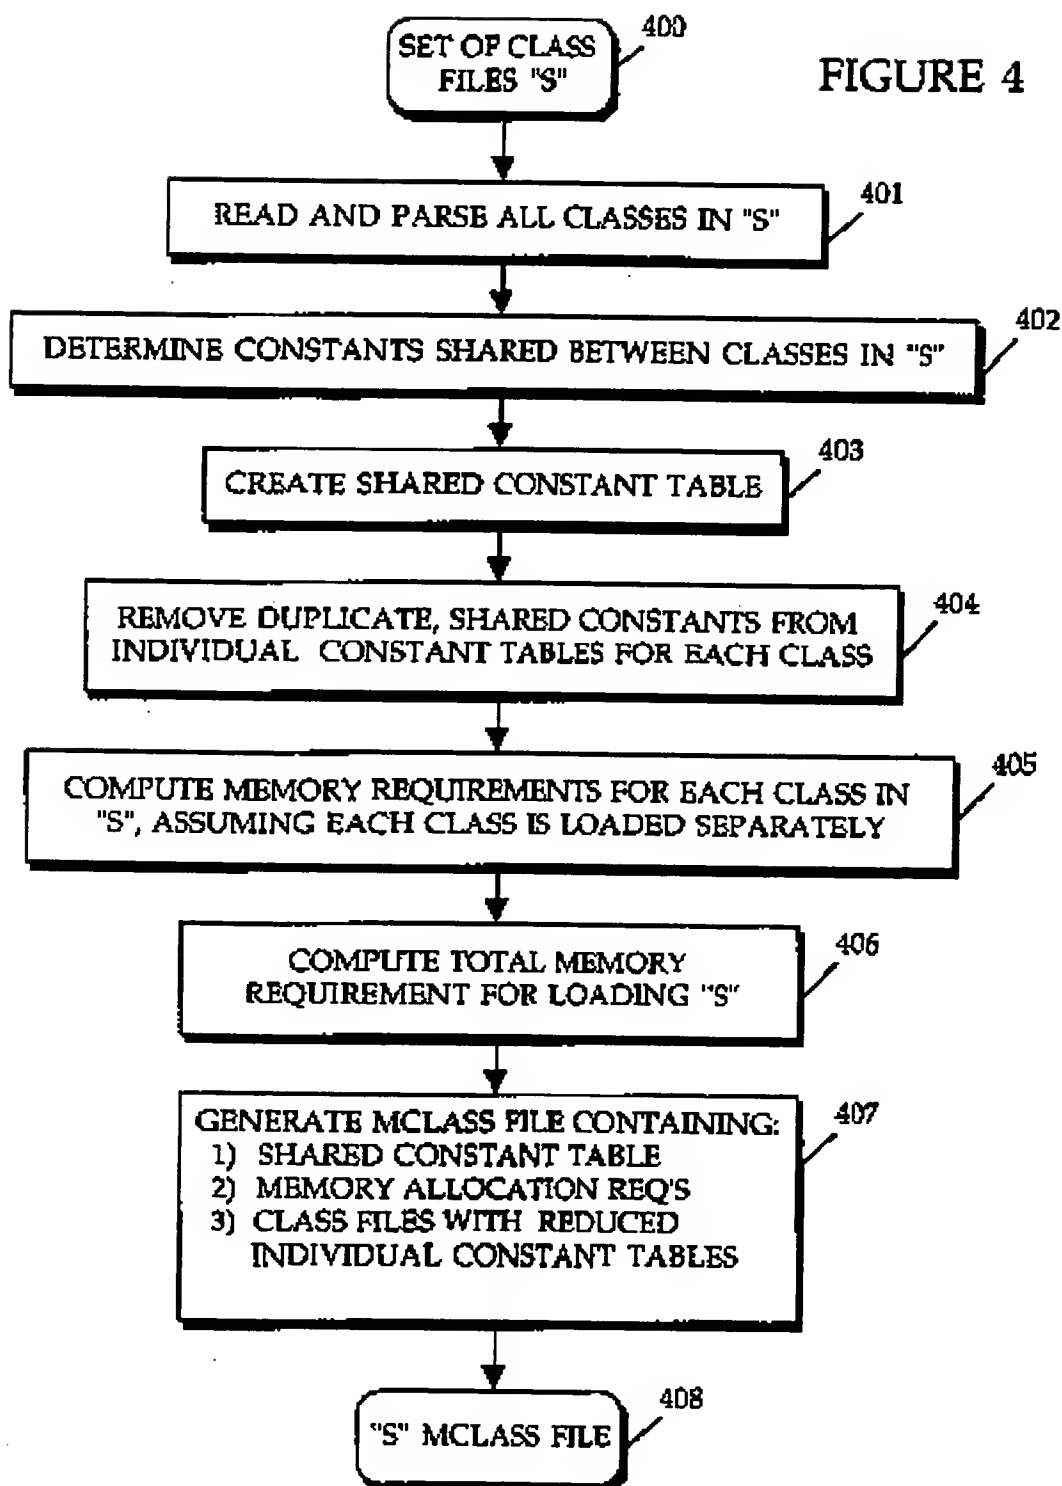 400
SET OF CLASS
FILES "S"
FIGURE 4
401
READ AND PARSE ALL CLASSES IN "S"
402
DETERMINE CONSTANTS SHARED BETWEEN CLASSES IN "S"
403
CREATE SHARED CONSTANT TABLE
404
REMOVE DUPLICATE, SHARED CONSTANTS FROM
INDIVIDUAL CONSTANT TABLES FOR EACH CLASS
405
COMPUTE MEMORY REQUIREMENTS FOR EACH CLASS IN
"S", ASSUMING EACH CLASS IS LOADED SEPARATELY
406
COMPUTE TOTAL MEMORY
REQUIREMENT FOR LOADING "S"
407
GENERATE MCLASS FILE CONTAINING:
1) SHARED CONSTANT TABLE
2) MEMORY ALLOCATION REQ'S
3) CLASS FILES WITH REDUCED
INDIVIDUAL CONSTANT TABLES
408
"S" MCLASS FILE